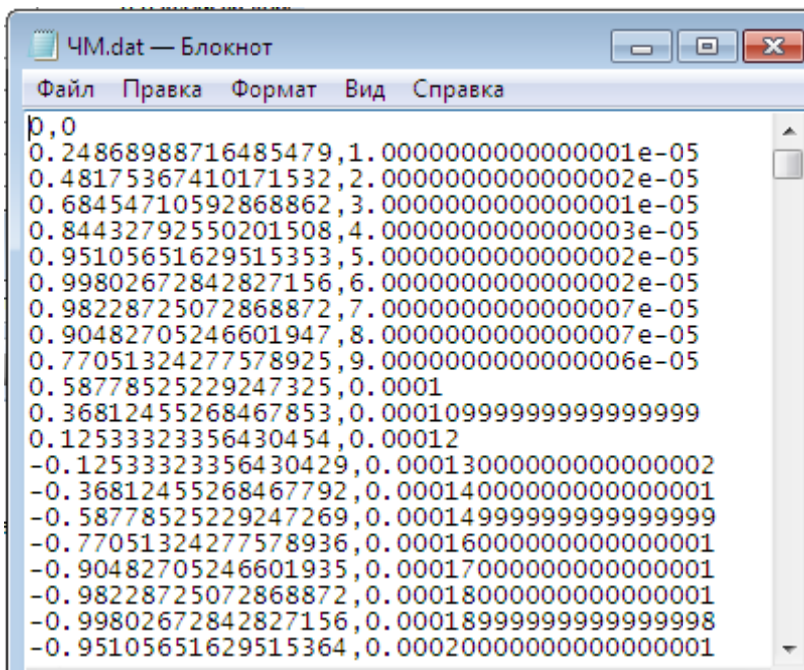 ЧМ.dat — Блокнот
Файл Правка Формат Вид Справка
0,0
0.24868988716485479,1.0000000000000001e-05
0.48175367410171532,2.0000000000000002e-05
0.68454710592868862,3.0000000000000001e-05
0.84432792550201508,4.0000000000000003e-05
0.95105651629515353,5.0000000000000002e-05
0.99802672842827156,6.0000000000000002e-05
0.98228725072868872,7.0000000000000007e-05
0.90482705246601947,8.0000000000000007e-05
0.77051324277578925,9.0000000000000006e-05
0.587785252292473​25,0.0001
0.36812455268467853,0.00010999999999999999
0.12533323356430454,0.00012
-0.12533323356430429,0.00013000000000000002
-0.36812455268467792,0.00014000000000000001
-0.58778525229247269,0.00014999999999999999
-0.77051324277578936,0.00016000000000000001
-0.90482705246601935,0.00017000000000000001
-0.98228725072868872,0.00018000000000000001
-0.99802672842827156,0.00018999999999999998
-0.95105651629515364,0.00020000000000000001